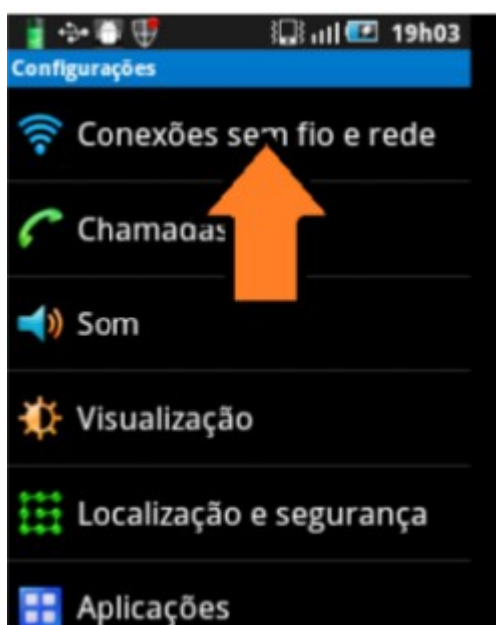 19h03
Configurações
Conexões sem fio e rede
Chamadas
Som
Visualização
Localização e segurança
Aplicações